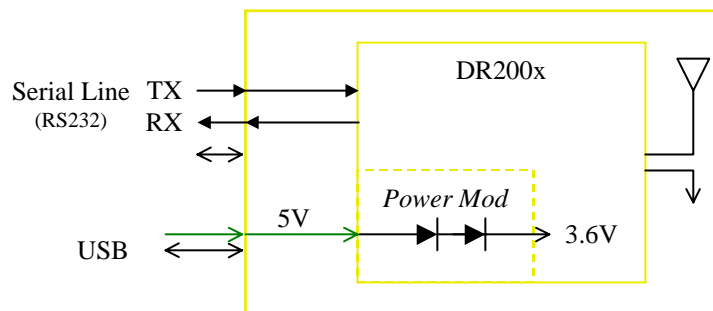 DR200x
Serial Line TX
(RS232) RX
Power Mod
5V
3.6V
USB